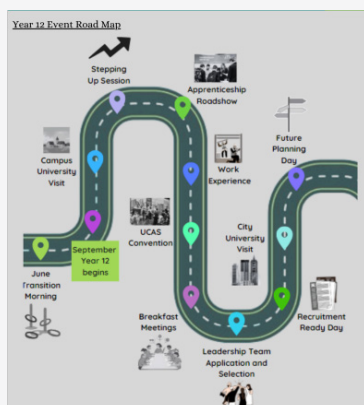 Year 12 Event Road Map
Stepping
Up Session
Apprenticeship
Roadshow
Future
Planning
Day
Campus
University
Visit
Work
Experience
UCAS
Convention
City
University
Visit
September
Year 12
begins
June
Transition
Morning
Breakfast
Meetings
Recruitment
Ready Day
Leadership Team
Application and
Selection